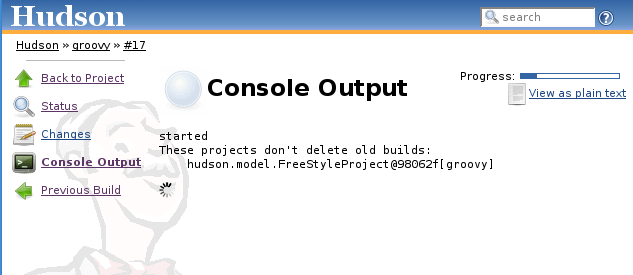 Hudson
search
Hudson » groovy » #17
Back to Project
Status
Changes
Console Output
Previous Build
Console Output
Progress:
View as plain text
started
These projects don't delete old builds:
hudson.model.FreeStyleProject@98062f[groovy]